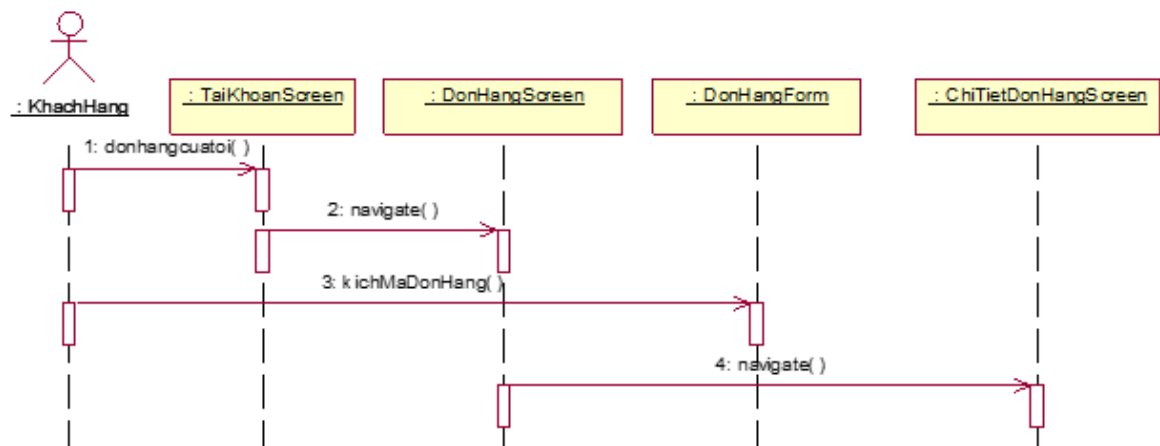 : KhachHang
: TaiKhoanScreen
: DonHangScreen
: DonHangForm
: ChiTietDonHangScreen
1: donhangcuatoi( )
2: navigate( )
3: kichMaDonHang( )
4: navigate( )